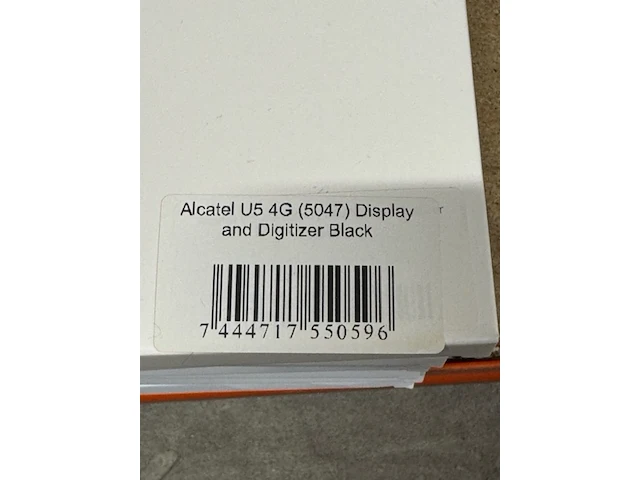 Alcatel U5 4G (5047) Display
and Digitizer Black
7 444717 550596